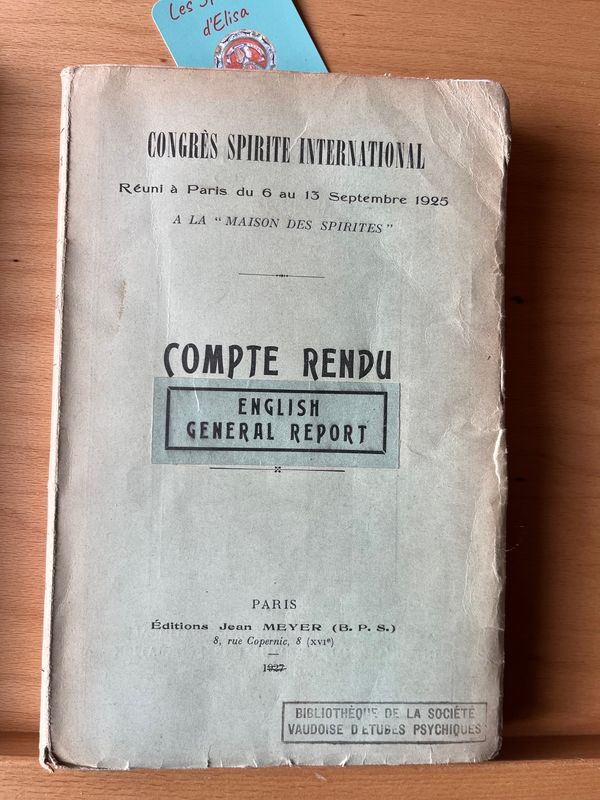 Les
d'Elisa
CONGRÈS SPIRITE INTERNATIONAL
Réuni à Paris du 6 au 13 Septembre 1925
A LA "MAISON DES SPIRITES"
COMPTE RENDU
ENGLISH
GENERAL REPORT
PARIS
Éditions Jean MEYER (B. P. S.)
8, rue Copernic, 8 (XVIe)
1927
BIBLIOTHÈQUE DE LA SOCIÉTÉ
VAUDOISE D'ETUDES PSYCHIQUES